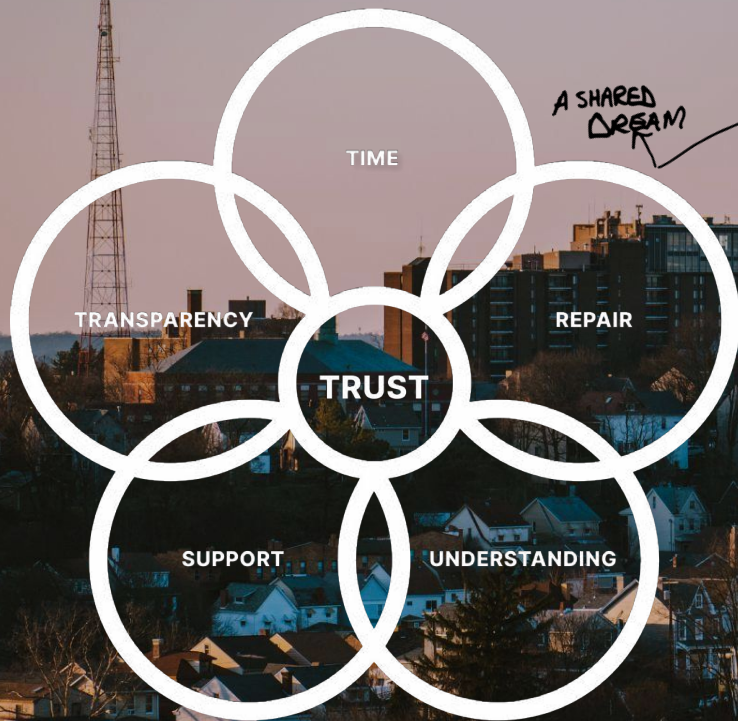 TIME
A SHARED
DREAM
TRANSPARENCY
REPAIR
TRUST
SUPPORT
UNDERSTANDING